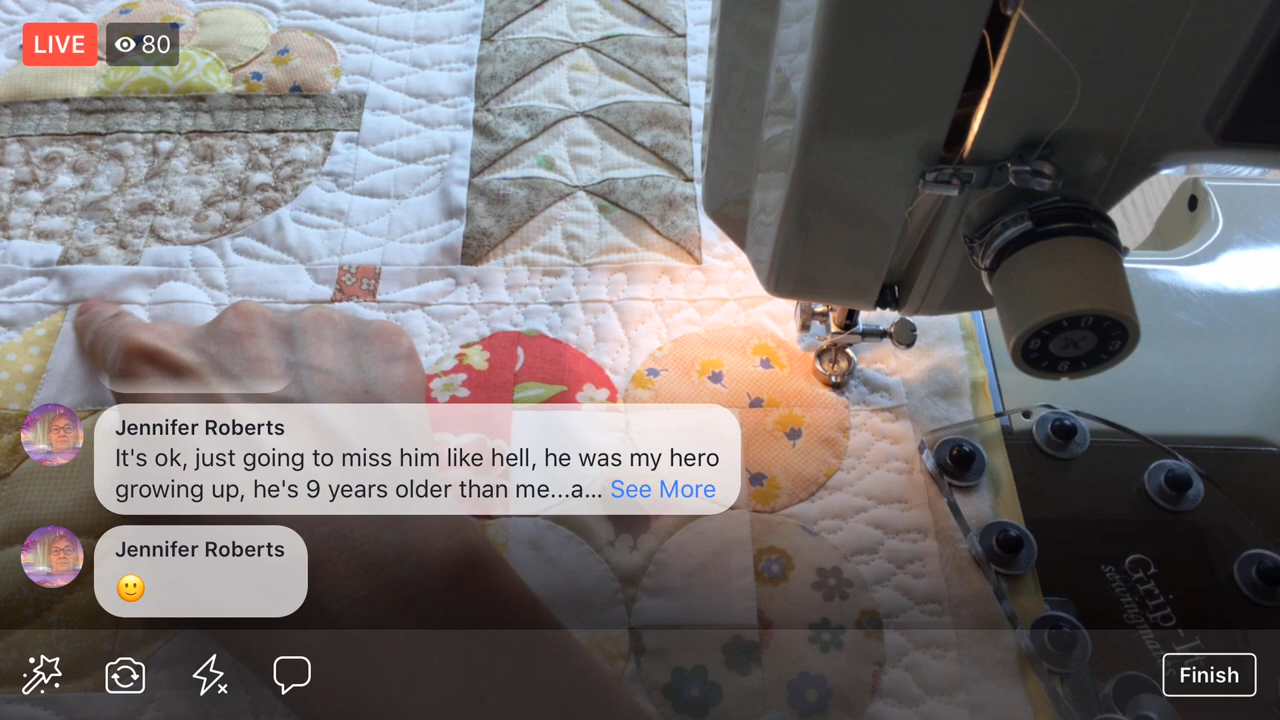 LIVE
80
Jennifer Roberts
It's ok, just going to miss him like hell, he was my hero
growing up, he's 9 years older than me...a... See More
Jennifer Roberts
🙂
Finish